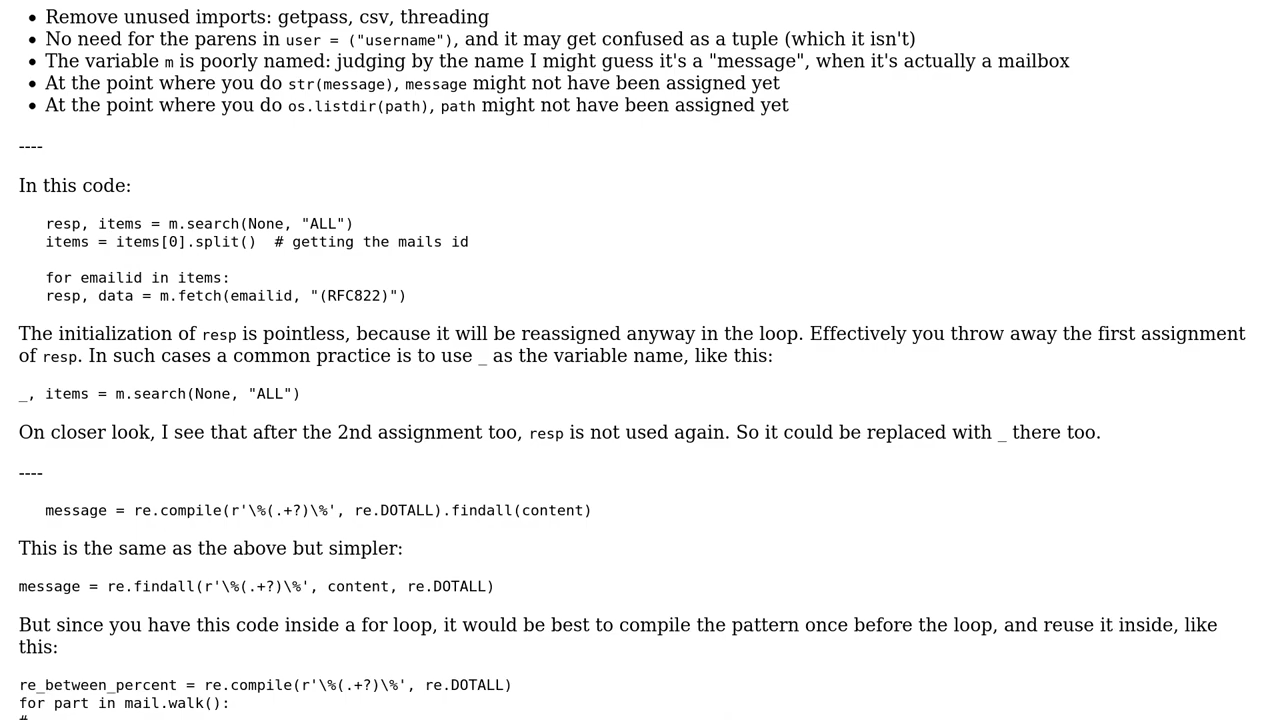 • Remove unused imports: getpass, csv, threading
• No need for the parens in user = ("username"), and it may get confused as a tuple (which it isn't)
• The variable m is poorly named: judging by the name I might guess it's a "message", when it's actually a mailbox
• At the point where you do str(message), message might not have been assigned yet
• At the point where you do os.listdir(path), path might not have been assigned yet
----
In this code:
resp, items = m.search(None, "ALL")
items = items[0].split()  # getting the mails id
for emailid in items:
resp, data = m.fetch(emailid, "(RFC822)")
The initialization of resp is pointless, because it will be reassigned anyway in the loop. Effectively you throw away the first assignment
of resp. In such cases a common practice is to use _ as the variable name, like this:
_, items = m.search(None, "ALL")
On closer look, I see that after the 2nd assignment too, resp is not used again. So it could be replaced with _ there too.
----
message = re.compile(r'\%(.+?)\%', re.DOTALL).findall(content)
This is the same as the above but simpler:
message = re.findall(r'\%(.+?)\%', content, re.DOTALL)
But since you have this code inside a for loop, it would be best to compile the pattern once before the loop, and reuse it inside, like
this:
re_between_percent = re.compile(r'\%(.+?)\%', re.DOTALL)
for part in mail.walk():